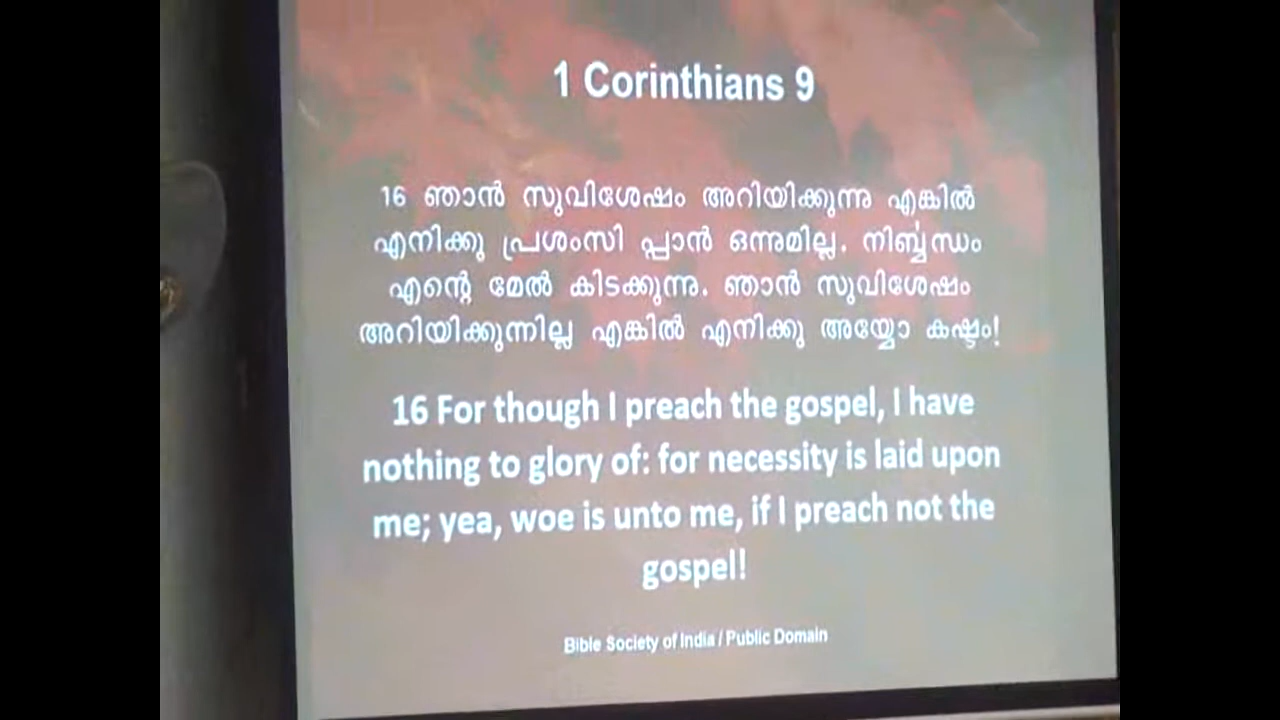 1 Corinthians 9
16 ഞാൻ സുവിശേഷം അറിയിക്കുന്നു എങ്കിൽ
എനിക്കു പ്രശംസി പ്പാൻ ഒന്നുമില്ല. നിർബ്ബന്ധം
എന്റെ മേൽ കിടക്കുന്നു. ഞാൻ സുവിശേഷം
അറിയിക്കുന്നില്ല എങ്കിൽ എനിക്കു അയ്യോ കഷ്ടം!
16 For though I preach the gospel, I have
nothing to glory of: for necessity is laid upon
me; yea, woe is unto me, if I preach not the
gospel!
Bible Society of India / Public Domain